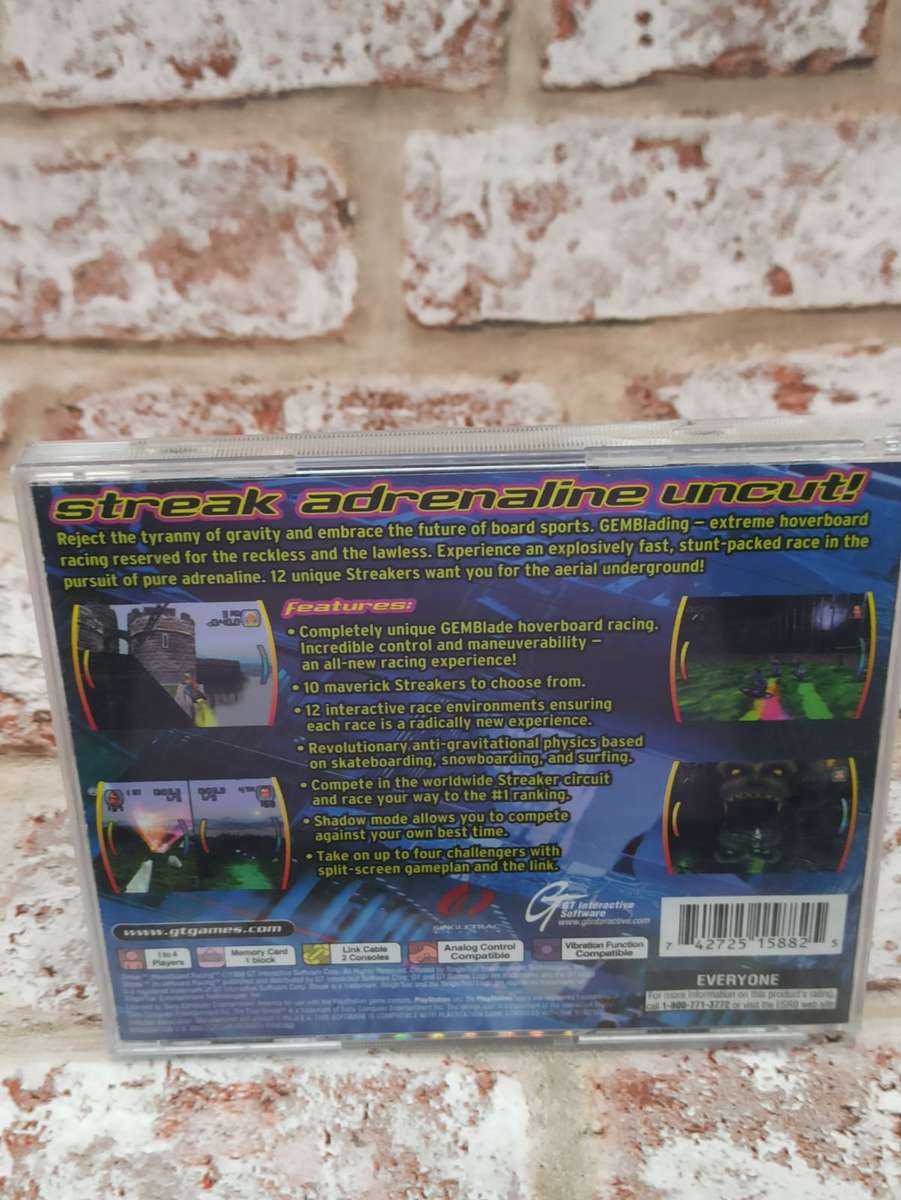 streak adrenaline uncut!
Reject the tyranny of gravity and embrace the future of board sports. GEMBlading – extreme hoverboard
racing reserved for the reckless and the lawless. Experience an explosively fast, stunt-packed race in the
pursuit of pure adrenaline. 12 unique Streakers want you for the aerial underground!
features:
• Completely unique GEMBlade hoverboard racing.
Incredible control and maneuverability –
an all-new racing experience!
• 10 maverick Streakers to choose from.
• 12 interactive race environments ensuring
each race is a radically new experience.
• Revolutionary anti-gravitational physics based
on skateboarding, snowboarding, and surfing.
• Compete in the worldwide Streaker circuit
and race your way to the #1 ranking.
• Shadow mode allows you to compete
against your own best time.
• Take on up to four challengers with
split-screen gameplan and the link.
www.gtgames.com
SINGLETRAC
GT Interactive
Software
www.gtinteractive.com
1 to 4
Players
Memory Card
1 block
Link Cable
2 Consoles
Analog Control
Compatible
Vibration Function
Compatible
7 42725 15882 5
EVERYONE
For more information on this product's rating,
call 1-800-771-3772 or visit the ESRB web site